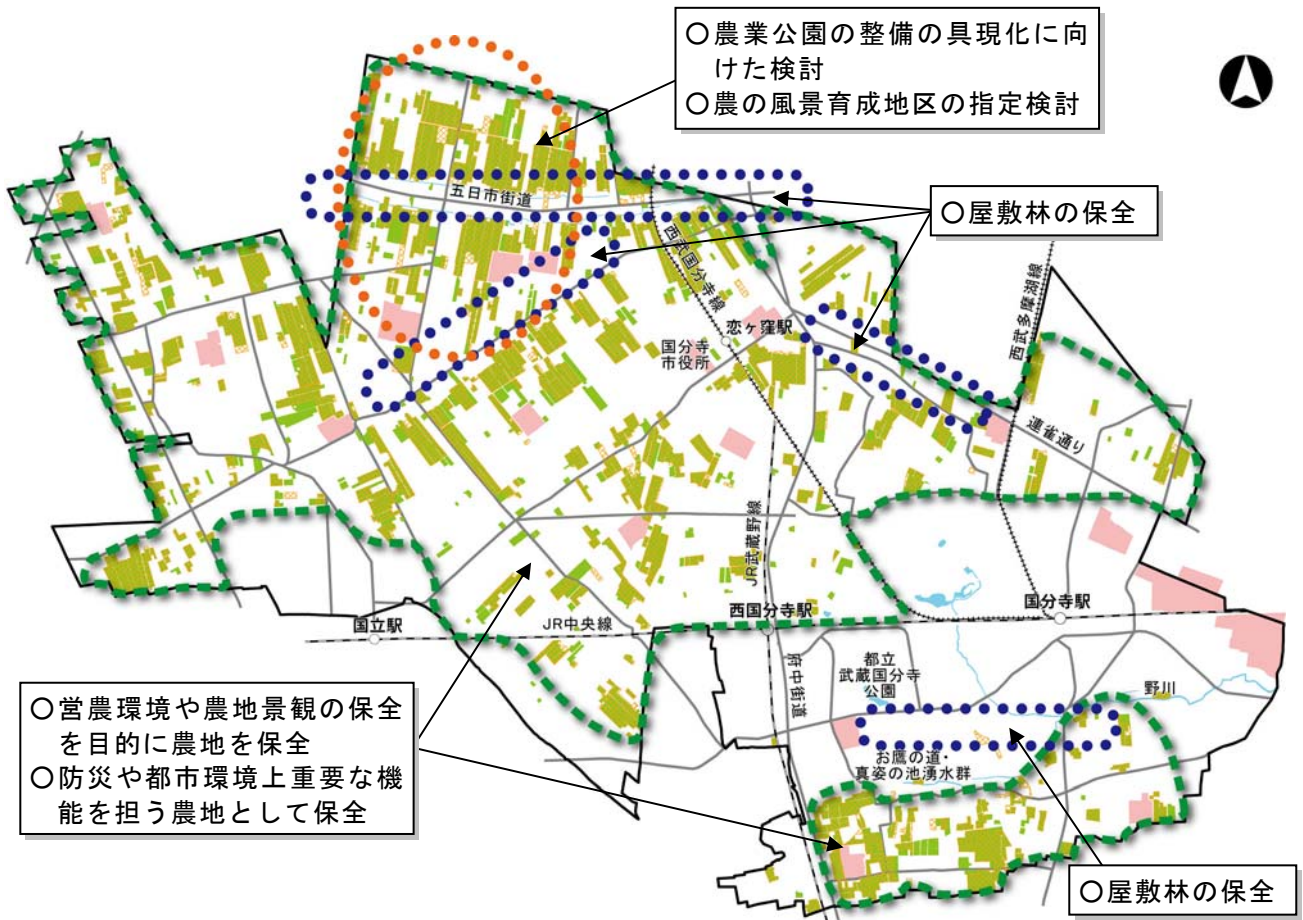 〇農業公園の整備の具現化に向
けた検討
〇農の風景育成地区の指定検討
五日市街道
〇屋敷林の保全
西武国分寺線
西武多摩湖線
恋ヶ窪駅
国分寺
市役所
連雀通り
JR武蔵野線
西国分寺駅
国分寺駅
国立駅
JR中央線
府中街道
都立
武蔵国分寺
公園
野川
〇営農環境や農地景観の保全
を目的に農地を保全
〇防災や都市環境上重要な機
能を担う農地として保全
お鷹の道・
真姿の池湧水群
〇屋敷林の保全